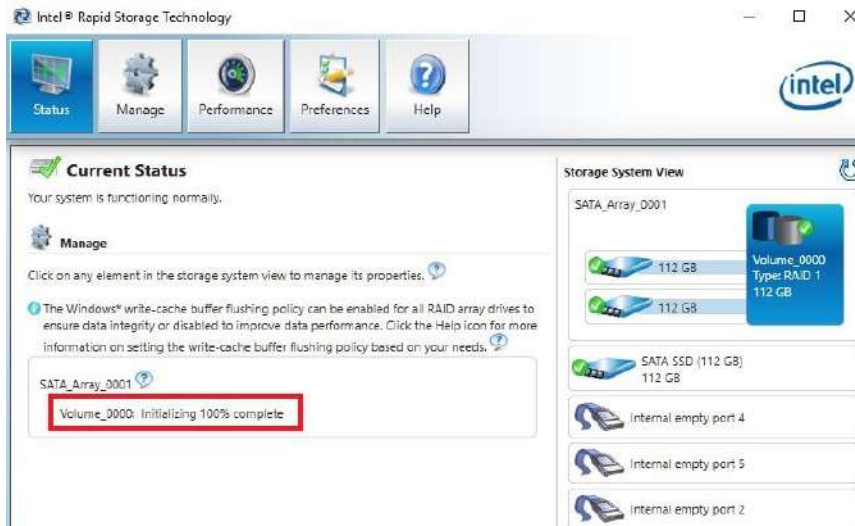 Intel® Rapid Storage Technology
Status
Manage
Performance
Preferences
Help
intel
Current Status
Your system is functioning normally.
Manage
Click on any element in the storage system view to manage its properties. ?
The Windows* write-cache buffer flushing policy can be enabled for all RAID array drives to
ensure data integrity or disabled to improve data performance. Click the Help icon for more
information on setting the write-cache buffer flushing policy based on your needs. ?
SATA_Array_0001 ?
Volume_0000: Initializing 100% complete
Storage System View
SATA_Array_0001
112 GB
112 GB
Volume_0000
Type: RAID 1
112 GB
SATA SSD (112 GB)
112 GB
Internal empty port 4
Internal empty port 5
Internal empty port 2